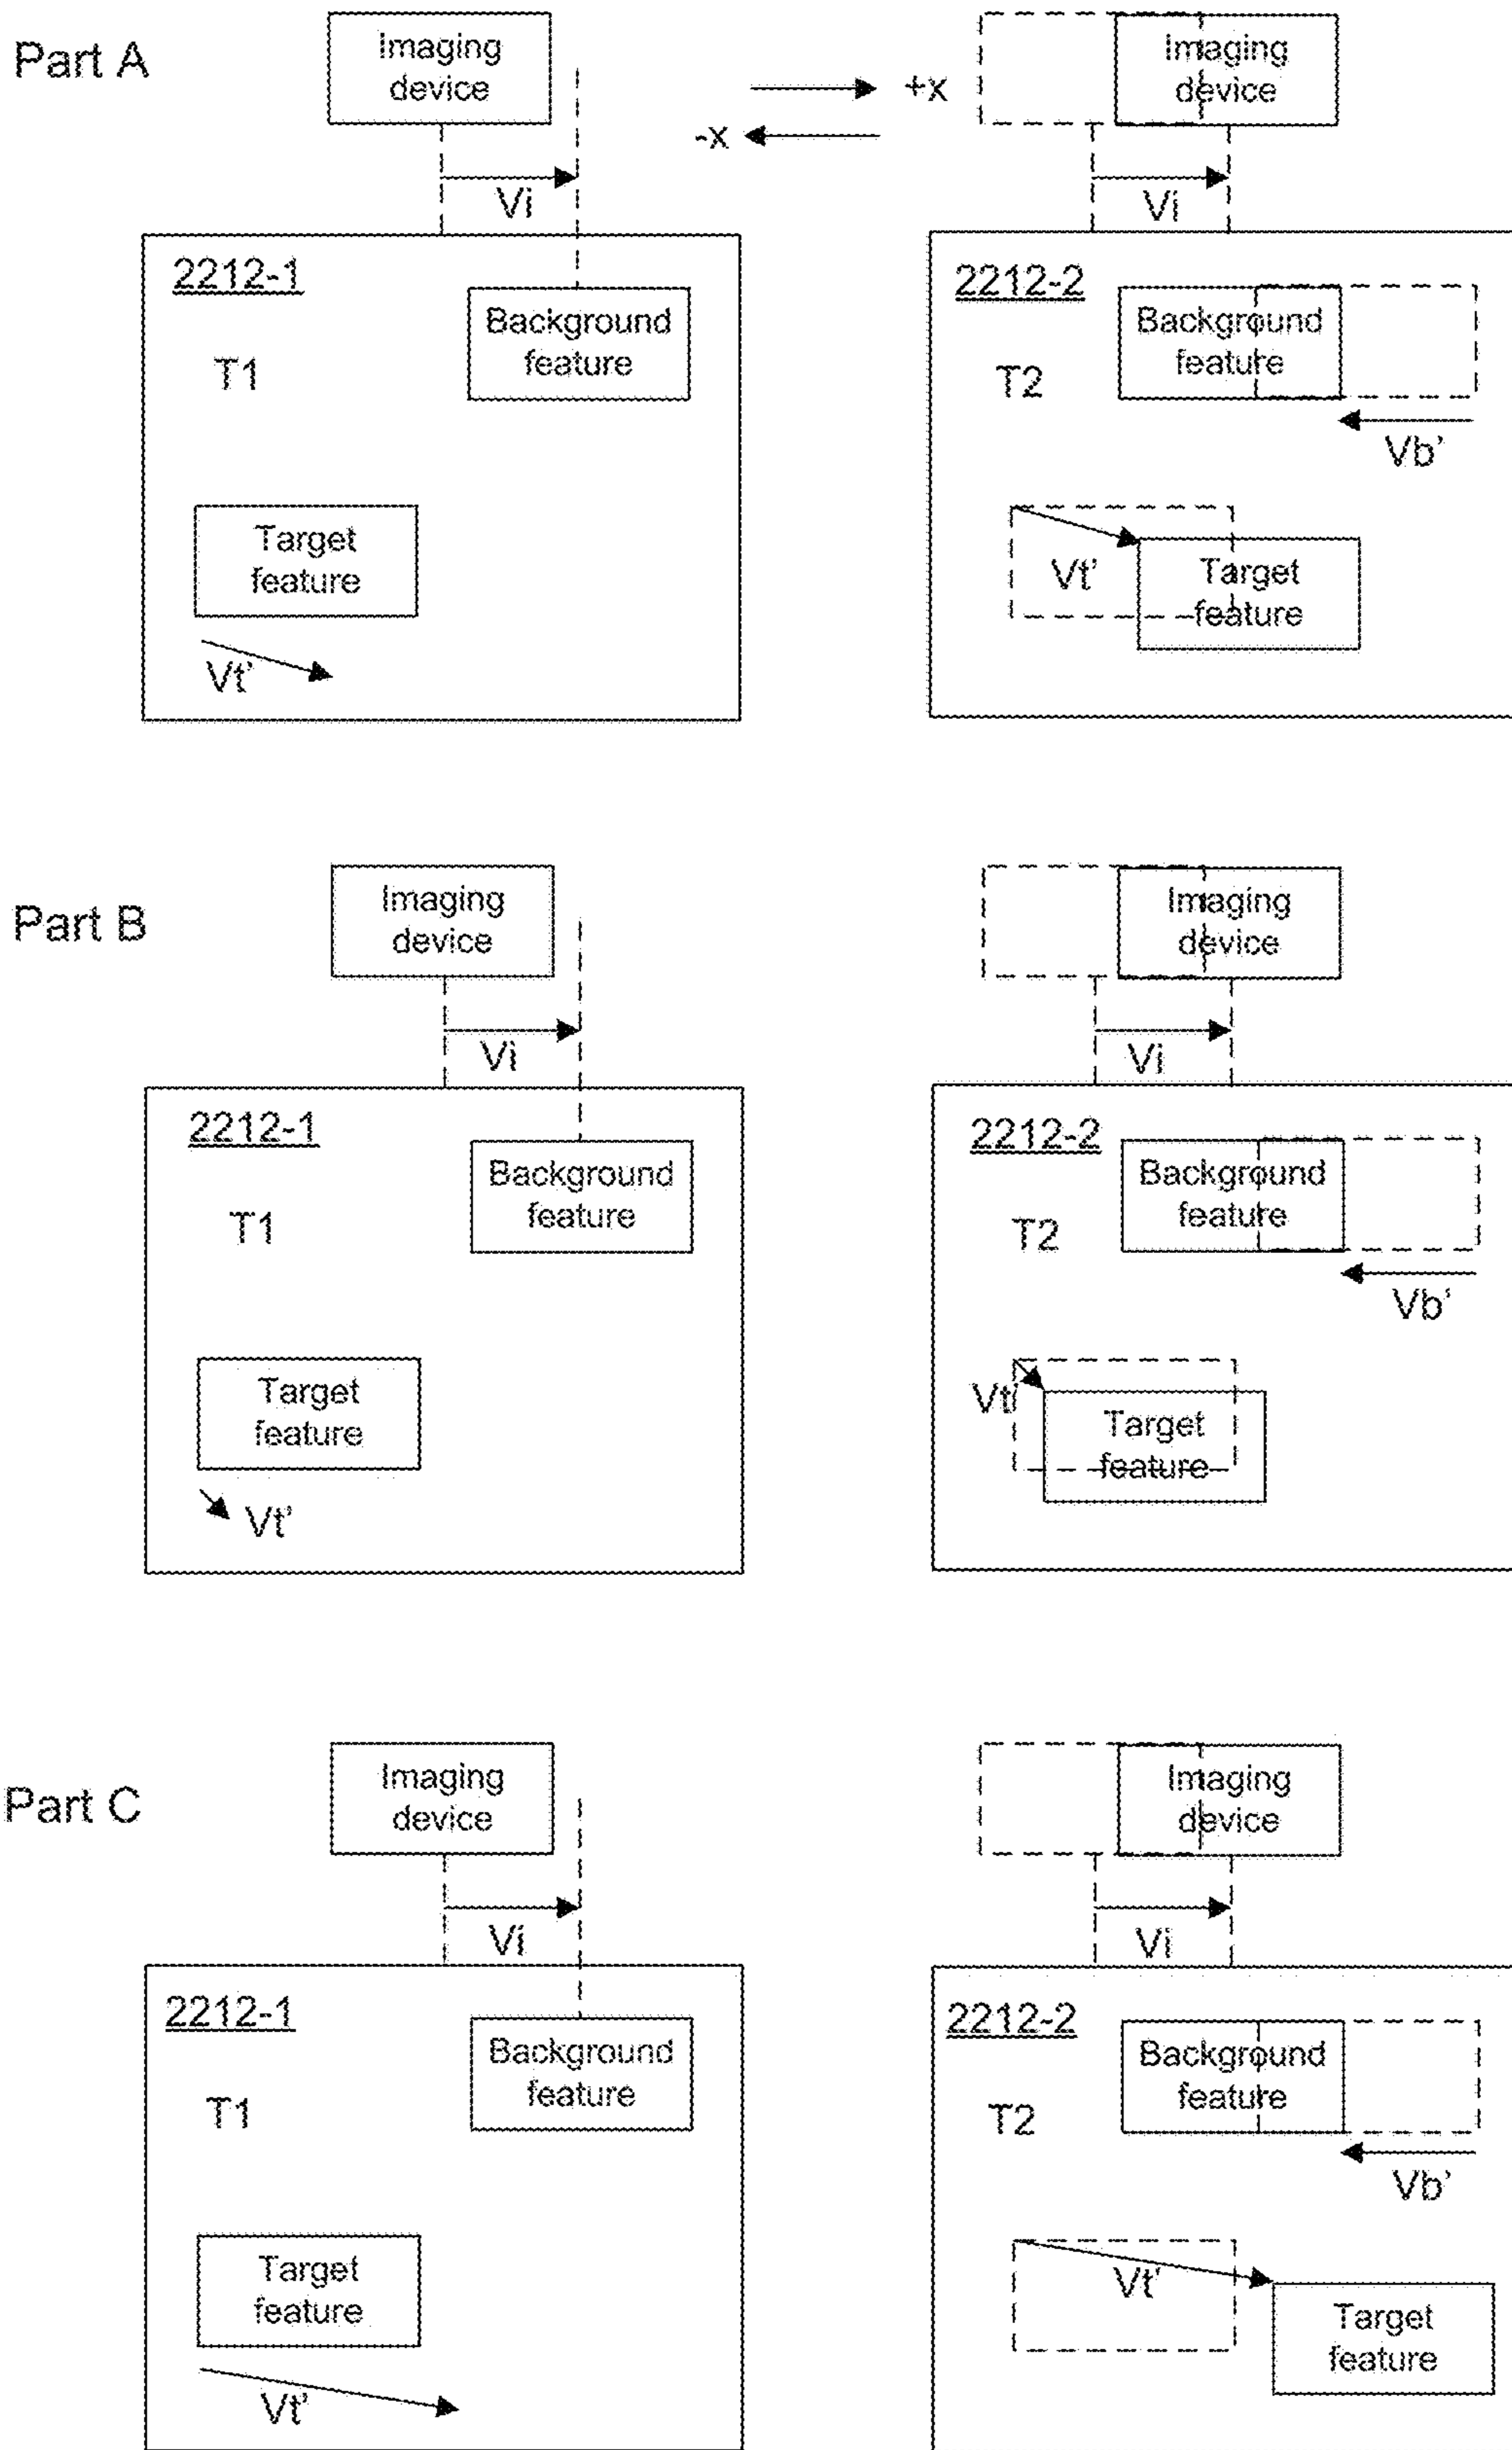 Part A
Imaging
device
Imaging
device
+x
-x
Vi
Vi
2212-1
Background
feature
T1
2212-2
Background
feature
T2
Vb'
Target
feature
Vt'
Vt'
Target
feature
Part B
Imaging
device
Imaging
device
Vi
Vi
2212-1
Background
feature
T1
2212-2
Background
feature
T2
Vb'
Target
feature
Vt'
Vt'
Target
feature
Part C
Imaging
device
Imaging
device
Vi
Vi
2212-1
Background
feature
T1
2212-2
Background
feature
T2
Vb'
Target
feature
Vt'
Vt'
Target
feature